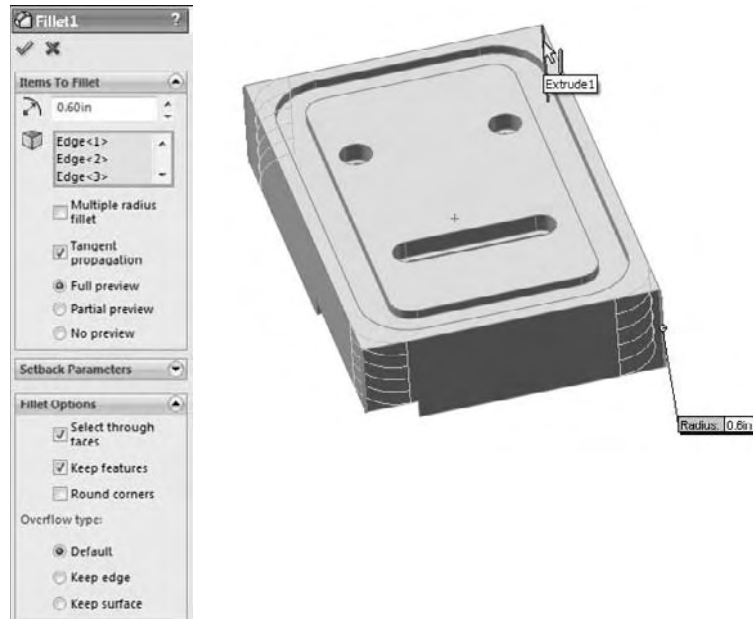 Fillet1 ?
Items To Fillet
0.60in
Edge<1>
Edge<2>
Edge<3>
Multiple radius
fillet
Tangent
propagation
Full preview
Partial preview
No preview
Setback Parameters
Fillet Options
Select through
faces
Keep features
Round corners
Overflow type:
Default
Keep edge
Keep surface
Extrude1
Radius: 0.6in